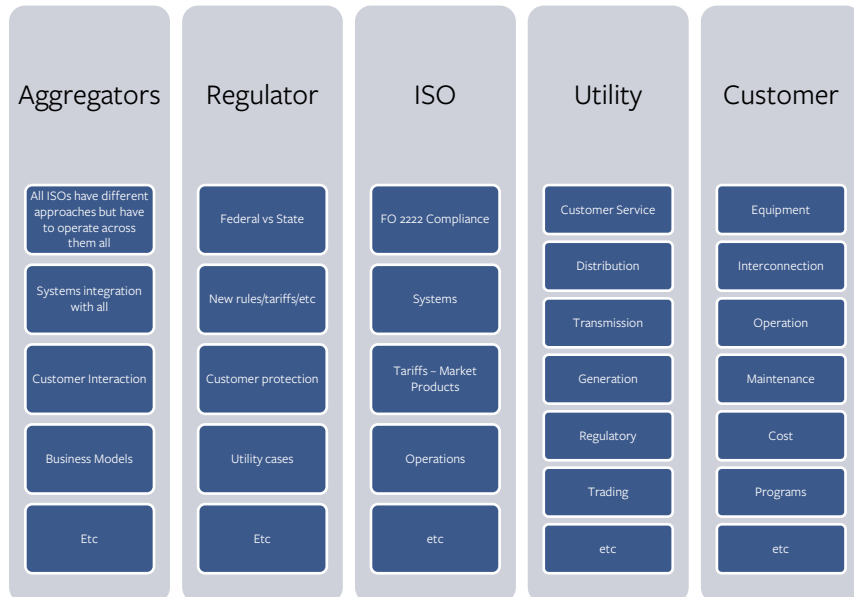 Aggregators
All ISOs have different
approaches but have
to operate across
them all
Systems integration
with all
Customer Interaction
Business Models
Etc
Regulator
Federal vs State
New rules/tariffs/etc
Customer protection
Utility cases
Etc
ISO
FO 2222 Compliance
Systems
Tariffs – Market
Products
Operations
etc
Utility
Customer Service
Distribution
Transmission
Generation
Regulatory
Trading
etc
Customer
Equipment
Interconnection
Operation
Maintenance
Cost
Programs
etc